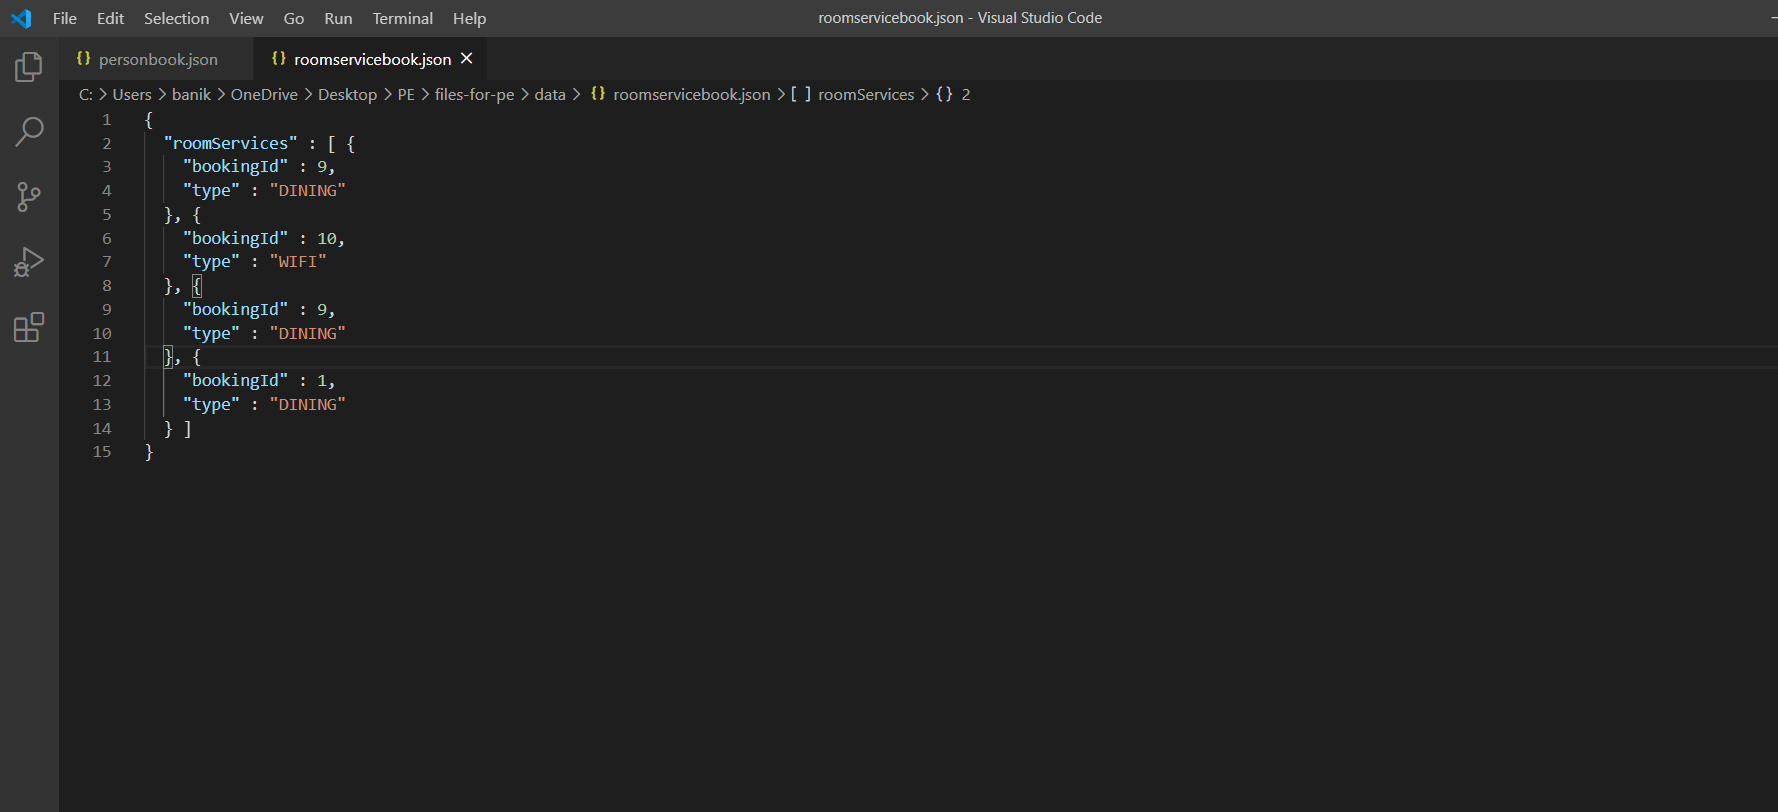 File Edit Selection View Go Run Terminal Help roomservicebook.json - Visual Studio Code
{} personbook.json {} roomservicebook.json ×
C: > Users > banik > OneDrive > Desktop > PE > files-for-pe > data > {} roomservicebook.json > [ ] roomServices > {} 2
1 {
2 "roomServices" : [ {
3 "bookingId" : 9,
4 "type" : "DINING"
5 }, {
6 "bookingId" : 10,
7 "type" : "WIFI"
8 }, {
9 "bookingId" : 9,
10 "type" : "DINING"
11 }, {
12 "bookingId" : 1,
13 "type" : "DINING"
14 } ]
15 }